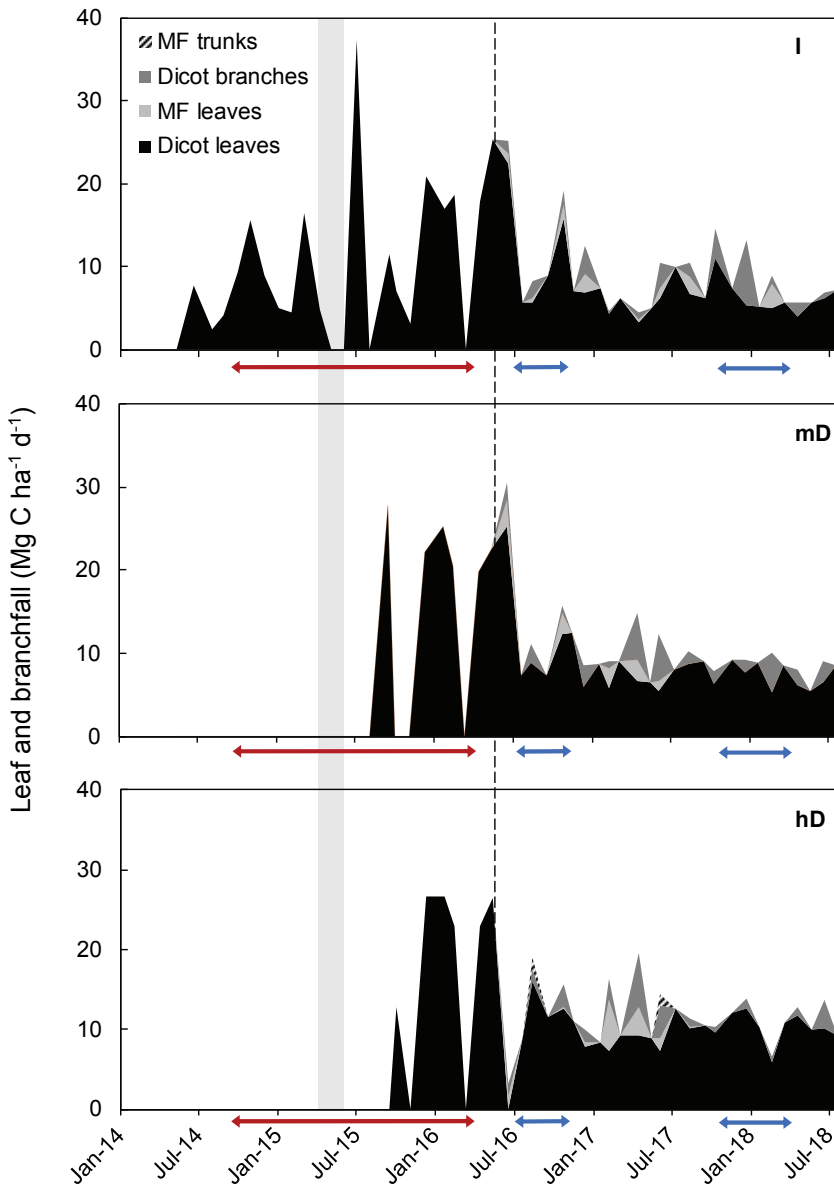 40
30
20
10
0
MF trunks
Dicot branches
MF leaves
Dicot leaves
I
Leaf and branchfall (Mg C ha⁻¹ d⁻¹)
40
30
20
10
0
mD
40
30
20
10
0
hD
Jan-14
Jul-14
Jan-15
Jul-15
Jan-16
Jul-16
Jan-17
Jul-17
Jan-18
Jul-18